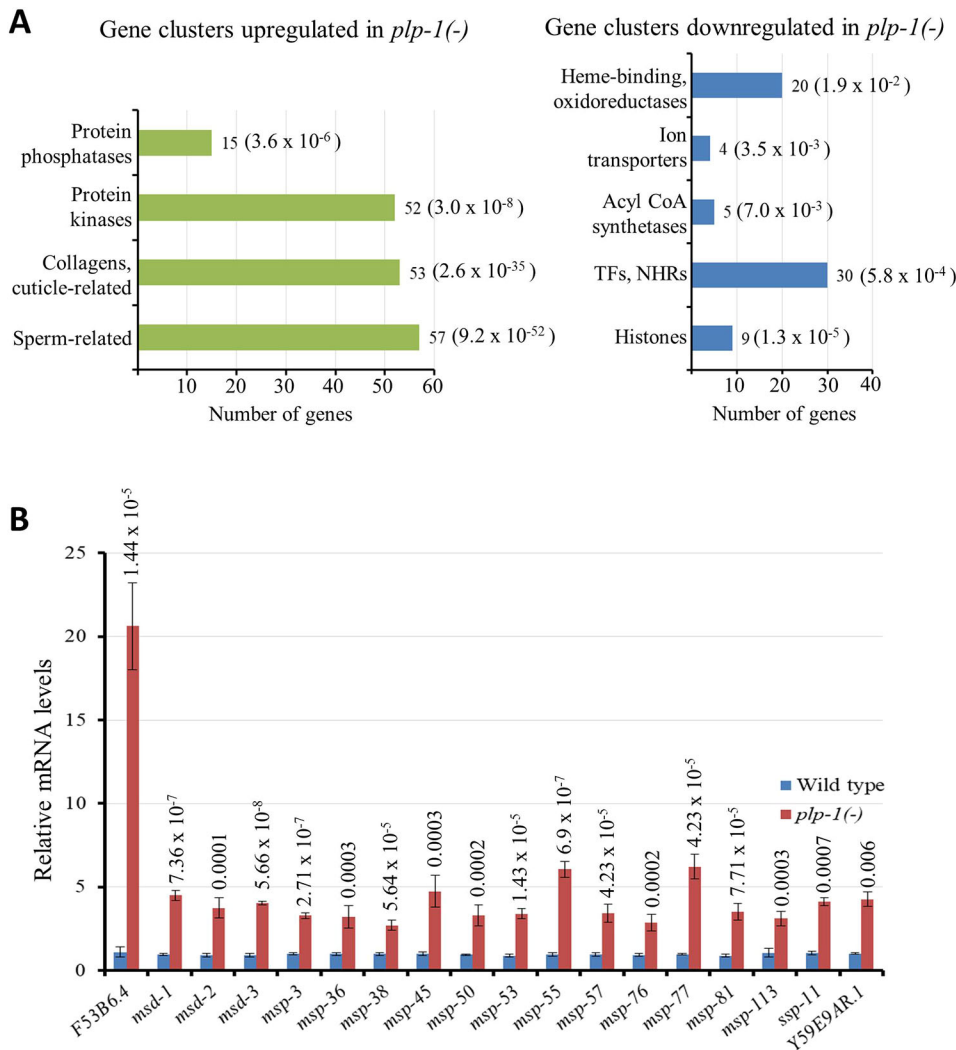 A
Gene clusters upregulated in plp-1(-)
Protein
phosphatases
15 (3.6 x 10-6 )
Protein
kinases
52 (3.0 x 10-8 )
Collagens,
cuticle-related
53 (2.6 x 10-35)
Sperm-related
57 (9.2 x 10-52)
10 20 30 40 50 60
Number of genes
Gene clusters downregulated in plp-1(-)
Heme-binding,
oxidoreductases
20 (1.9 x 10-2 )
Ion
transporters
4 (3.5 x 10-3 )
Acyl CoA
synthetases
5 (7.0 x 10-3 )
TFs, NHRs
30 (5.8 x 10-4 )
Histones
9 (1.3 x 10-5 )
10 20 30 40
Number of genes
B
Relative mRNA levels
25
20
15
10
5
0
1.44 x 10-5
7.36 x 10-7
0.0001
5.66 x 10-8
2.71 x 10-7
0.0003
5.64 x 10-5
0.0003
0.0002
1.43 x 10-5
6.9 x 10-7
4.23 x 10-5
0.0002
4.23 x 10-5
7.71 x 10-5
0.0003
0.0007
0.006
Wild type
plp-1(-)
F53B6.4
msd-1
msd-2
msd-3
msp-3
msp-36
msp-38
msp-45
msp-50
msp-53
msp-55
msp-57
msp-76
msp-77
msp-81
msp-113
ssp-11
Y59E9AR.1